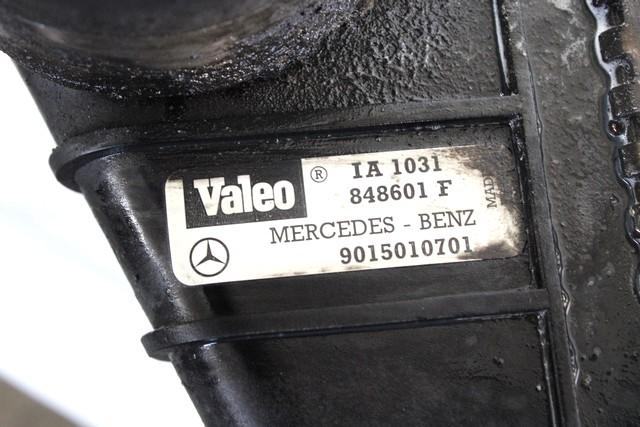 Valeo ® IA 1031
848601 F
MERCEDES - BENZ
9015010701
MAD